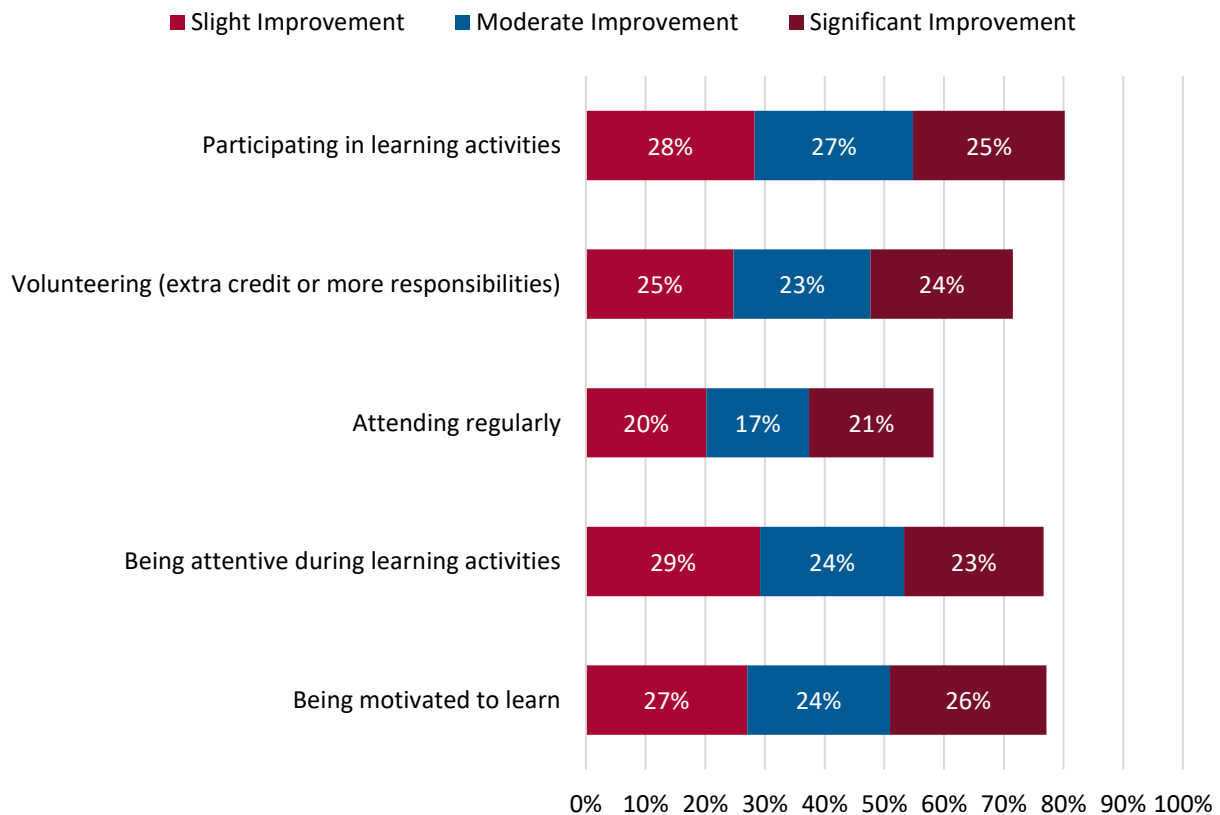 Slight Improvement Moderate Improvement Significant Improvement
Participating in learning activities 28% 27% 25%
Volunteering (extra credit or more responsibilities) 25% 23% 24%
Attending regularly 20% 17% 21%
Being attentive during learning activities 29% 24% 23%
Being motivated to learn 27% 24% 26%
0% 10% 20% 30% 40% 50% 60% 70% 80% 90% 100%